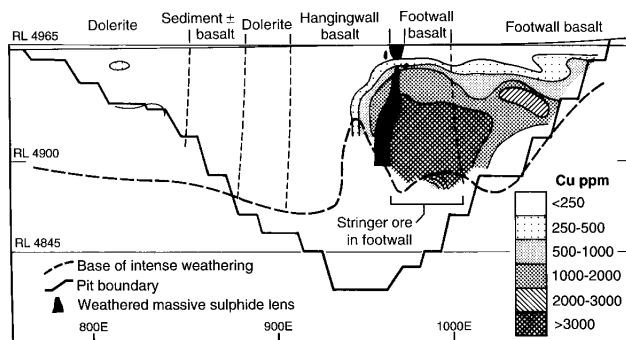 Dolerite
Sediment ±
basalt
Dolerite
Hangingwall
basalt
Footwall
basalt
Footwall basalt
RL 4965
RL 4900
RL 4845
Stringer ore
in footwall
Cu ppm
<250
250-500
500-1000
1000-2000
2000-3000
>3000
Base of intense weathering
Pit boundary
Weathered massive sulphide lens
800E
900E
1000E